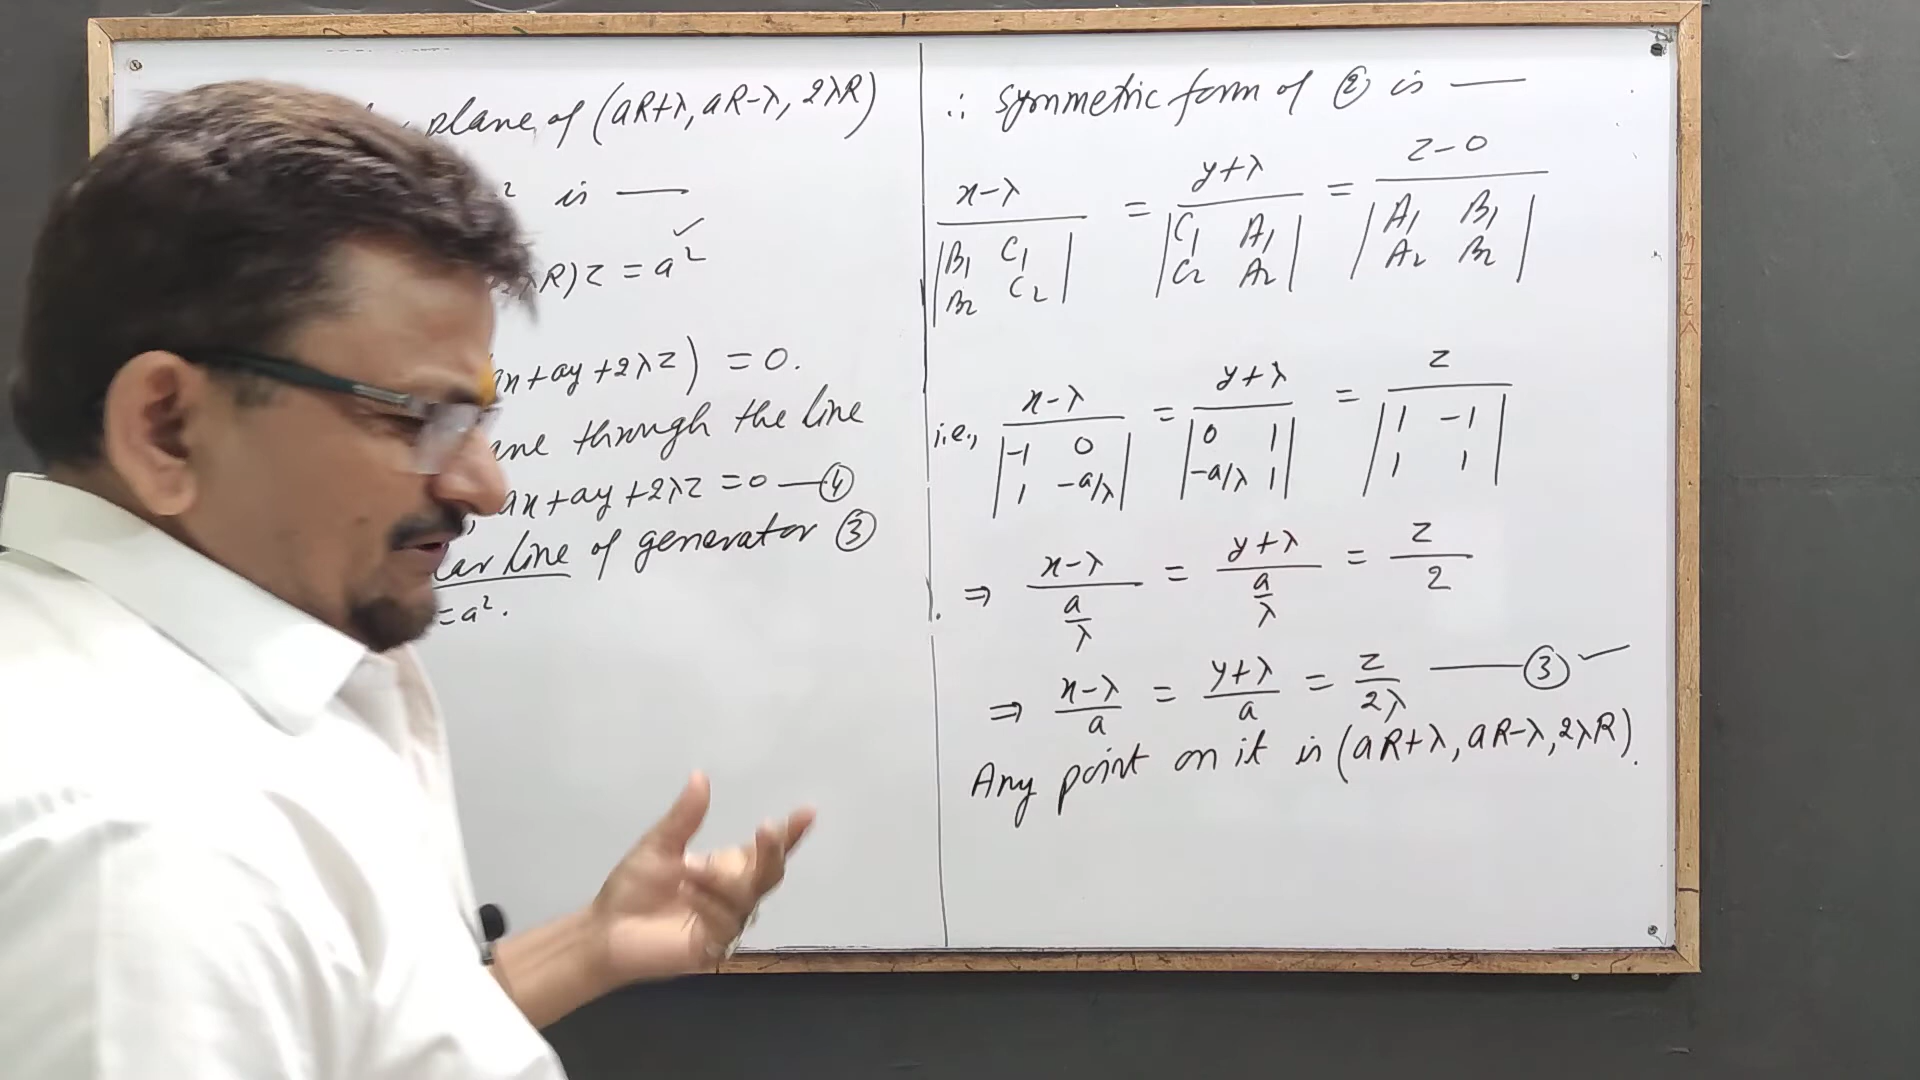 plane of (aR+λ, aR-λ, 2λR)
² is —
λR)z = a² ✓
x+ay+2λz) = 0.
through the line
ax+ay+2λz = 0 — ④
line of generator ③
= a².
∴ symmetric form of ② is —
x-λ / |B₁ C₁; B₂ C₂| = y+λ / |C₁ A₁; C₂ A₂| = z-0 / |A₁ B₁; A₂ B₂|
i.e., x-λ / |-1 0; 1 -a/λ| = y+λ / |0 1; -a/λ 1| = z / |1 -1; 1 1|
⇒ x-λ / (a/λ) = y+λ / (a/λ) = z / 2
⇒ x-λ / a = y+λ / a = z / 2λ — ③ ✓
Any point on it is (aR+λ, aR-λ, 2λR).